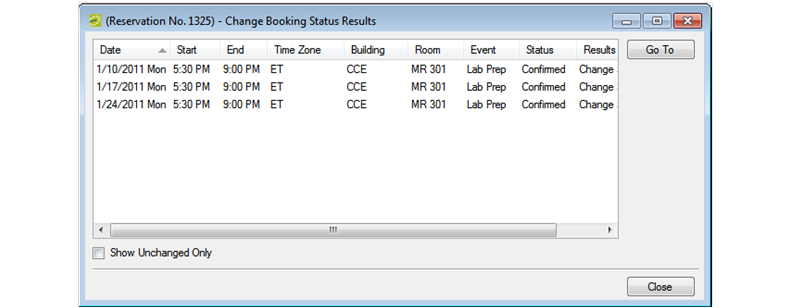 (Reservation No. 1325) - Change Booking Status Results
Date Start End Time Zone Building Room Event Status Results Go To
1/10/2011 Mon 5:30 PM 9:00 PM ET CCE MR 301 Lab Prep Confirmed Change
1/17/2011 Mon 5:30 PM 9:00 PM ET CCE MR 301 Lab Prep Confirmed Change
1/24/2011 Mon 5:30 PM 9:00 PM ET CCE MR 301 Lab Prep Confirmed Change
Show Unchanged Only
Close